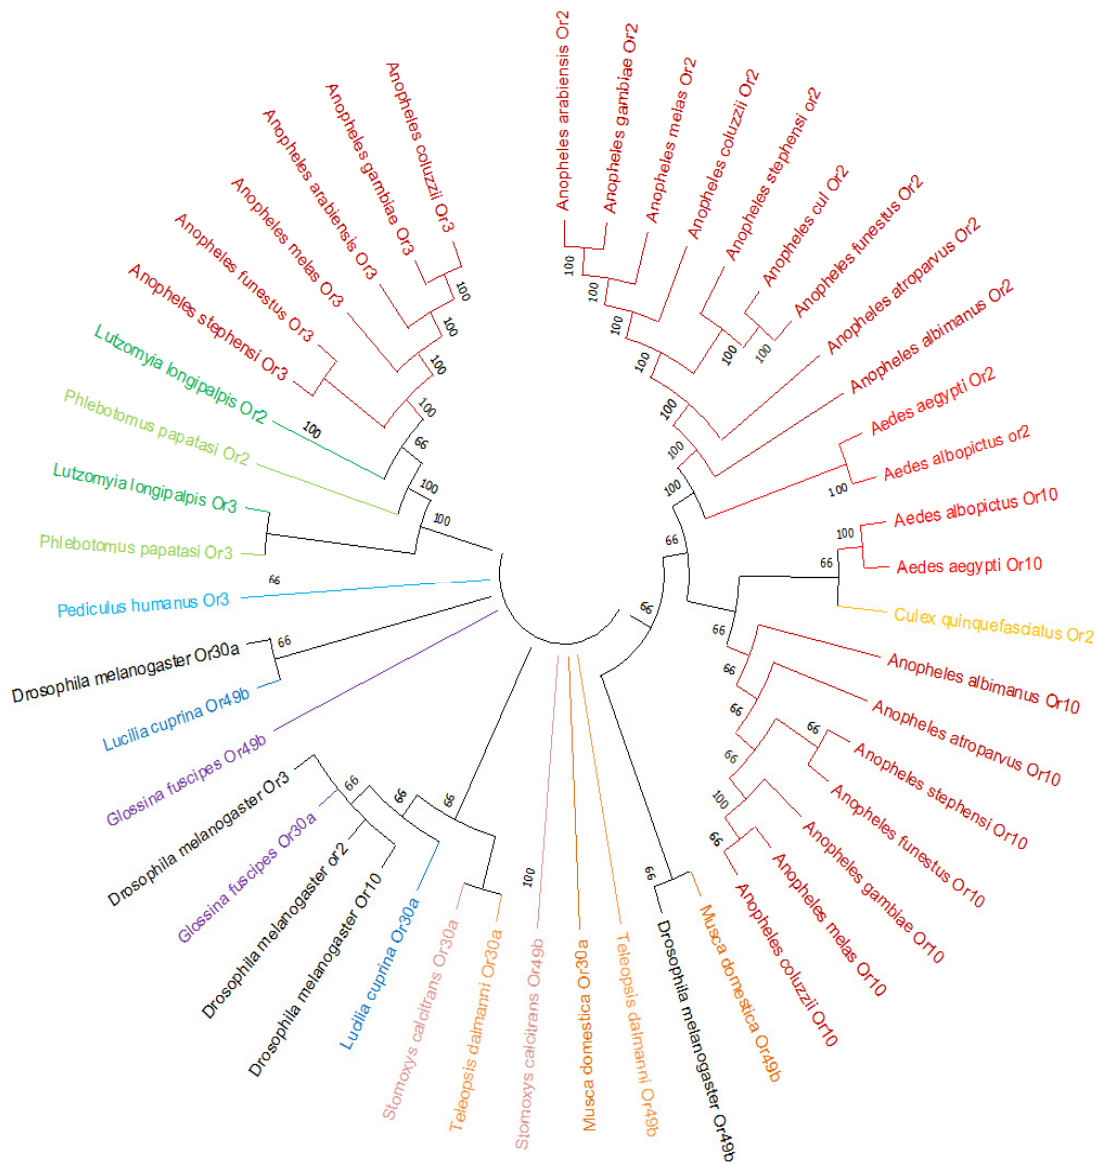 Anopheles arabiensis Or2
Anopheles gambiae Or2
Anopheles melas Or2
Anopheles coluzzii Or2
Anopheles stephensi or2
Anopheles cul Or2
Anopheles funestus Or2
Anopheles atroparvus Or2
Anopheles albimanus Or2
Aedes aegypti Or2
Aedes albopictus or2
Aedes albopictus Or10
Aedes aegypti Or10
Culex quinquefasciatus Or2
Anopheles albimanus Or10
Anopheles atroparvus Or10
Anopheles stephensi Or10
Anopheles funestus Or10
Anopheles gambiae Or10
Anopheles melas Or10
Anopheles coluzzii Or10
Musca domestica Or49b
Drosophila melanogaster Or49b
Teleopsis dalmanni Or49b
Musca domestica Or30a
Stomoxys calcitrans Or49b
Teleopsis dalmanni Or30a
Stomoxys calcitrans Or30a
Lucilia cuprina Or30a
Drosophila melanogaster Or10
Drosophila melanogaster or2
Glossina fuscipes Or30a
Drosophila melanogaster Or3
Glossina fuscipes Or49b
Lucilia cuprina Or49b
Drosophila melanogaster Or30a
Pediculus humanus Or3
Phlebotomus papatasi Or3
Lutzomyia longipalpis Or3
Phlebotomus papatasi Or2
Lutzomyia longipalpis Or2
Anopheles stephensi Or3
Anopheles funestus Or3
Anopheles melas Or3
Anopheles arabiensis Or3
Anopheles gambiae Or3
Anopheles coluzzii Or3
100
100
100
100
100
100
100
100
100
100
66
100
66
66
66
66
66
66
100
66
66
66
100
66
66
66
66
66
100
100
66
100
100
100
100
100